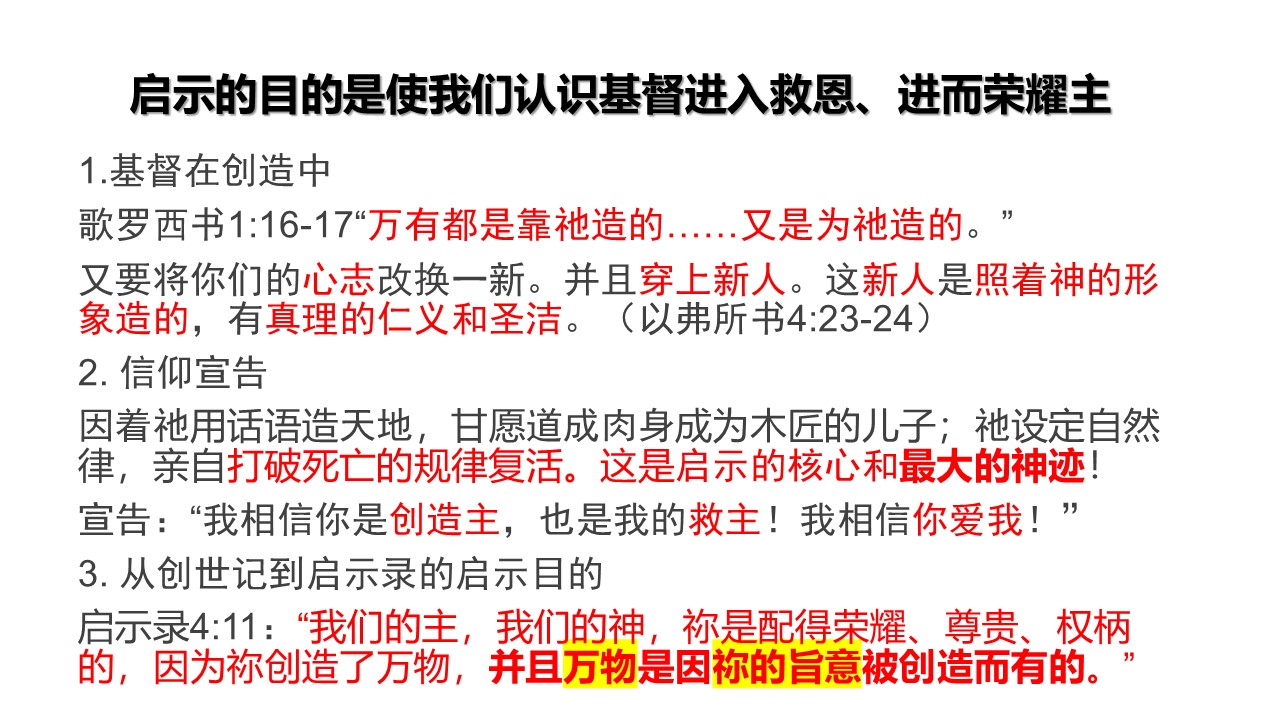 启示的目的是使我们认识基督进入救恩、进而荣耀主
1.基督在创造中
歌罗西书1:16-17“万有都是靠祂造的……又是为祂造的。”
又要将你们的心志改换一新。并且穿上新人。这新人是照着神的形
象造的，有真理的仁义和圣洁。（以弗所书4:23-24）
2. 信仰宣告
因着祂用话语造天地，甘愿道成肉身成为木匠的儿子；祂设定自然
律，亲自打破死亡的规律复活。这是启示的核心和最大的神迹！
宣告：“我相信你是创造主，也是我的救主！我相信你爱我！”
3. 从创世记到启示录的启示目的
启示录4:11：“我们的主，我们的神，祢是配得荣耀、尊贵、权柄
的，因为祢创造了万物，并且万物是因祢的旨意被创造而有的。”